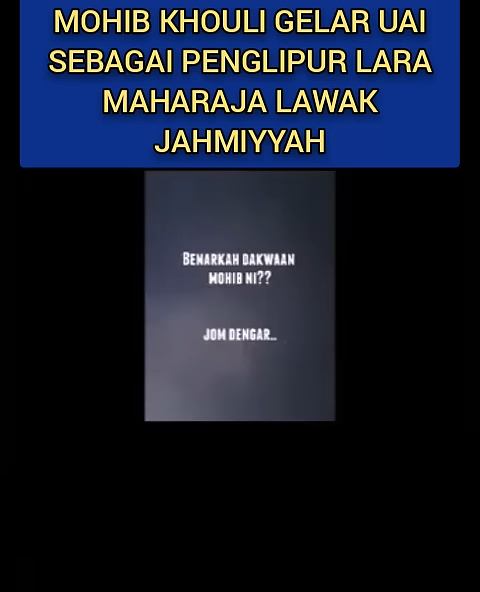 MOHIB KHOULI GELAR UAI
SEBAGAI PENGLIPUR LARA
MAHARAJA LAWAK
JAHMIYYAH
BENARKAH DAKWAAN
MOHIB NI??
JOM DENGAR..